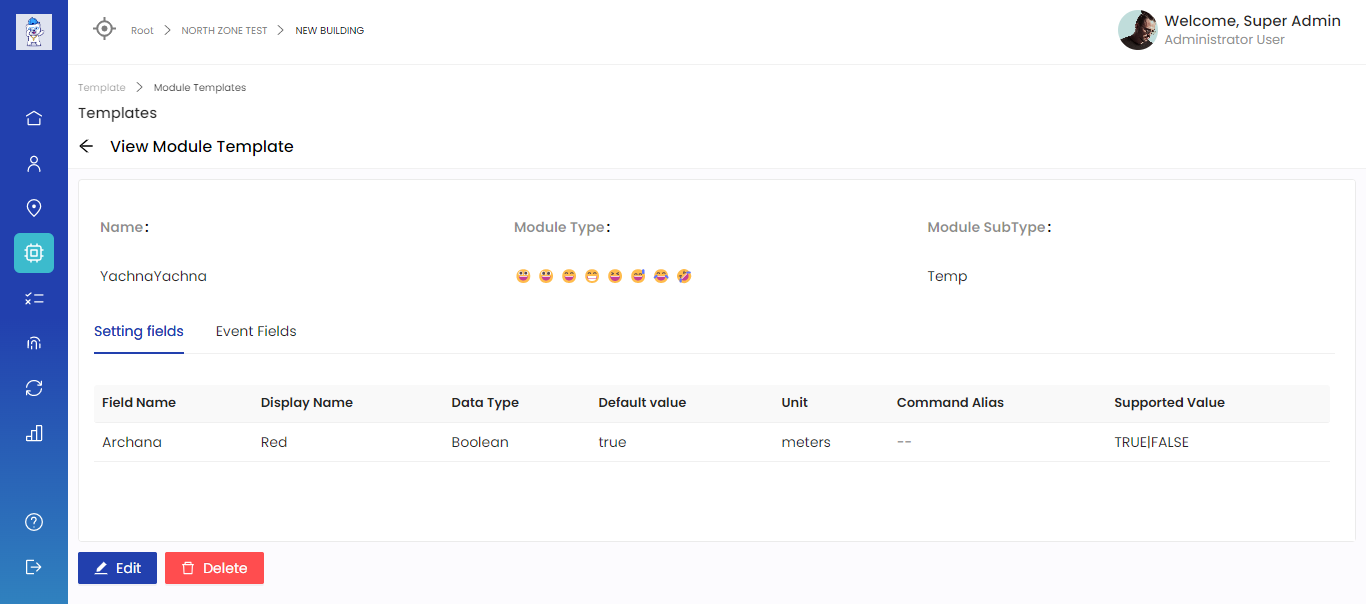 Root > NORTH ZONE TEST > NEW BUILDING
Welcome, Super Admin
Administrator User
Template > Module Templates
Templates
← View Module Template
Name: Module Type: Module SubType:
YachnaYachna 😀 😃 😄 😁 😆 😅 😂 🤣 Temp
Setting fields Event Fields
Field Name Display Name Data Type Default value Unit Command Alias Supported Value
Archana Red Boolean true meters -- TRUE|FALSE
Edit Delete